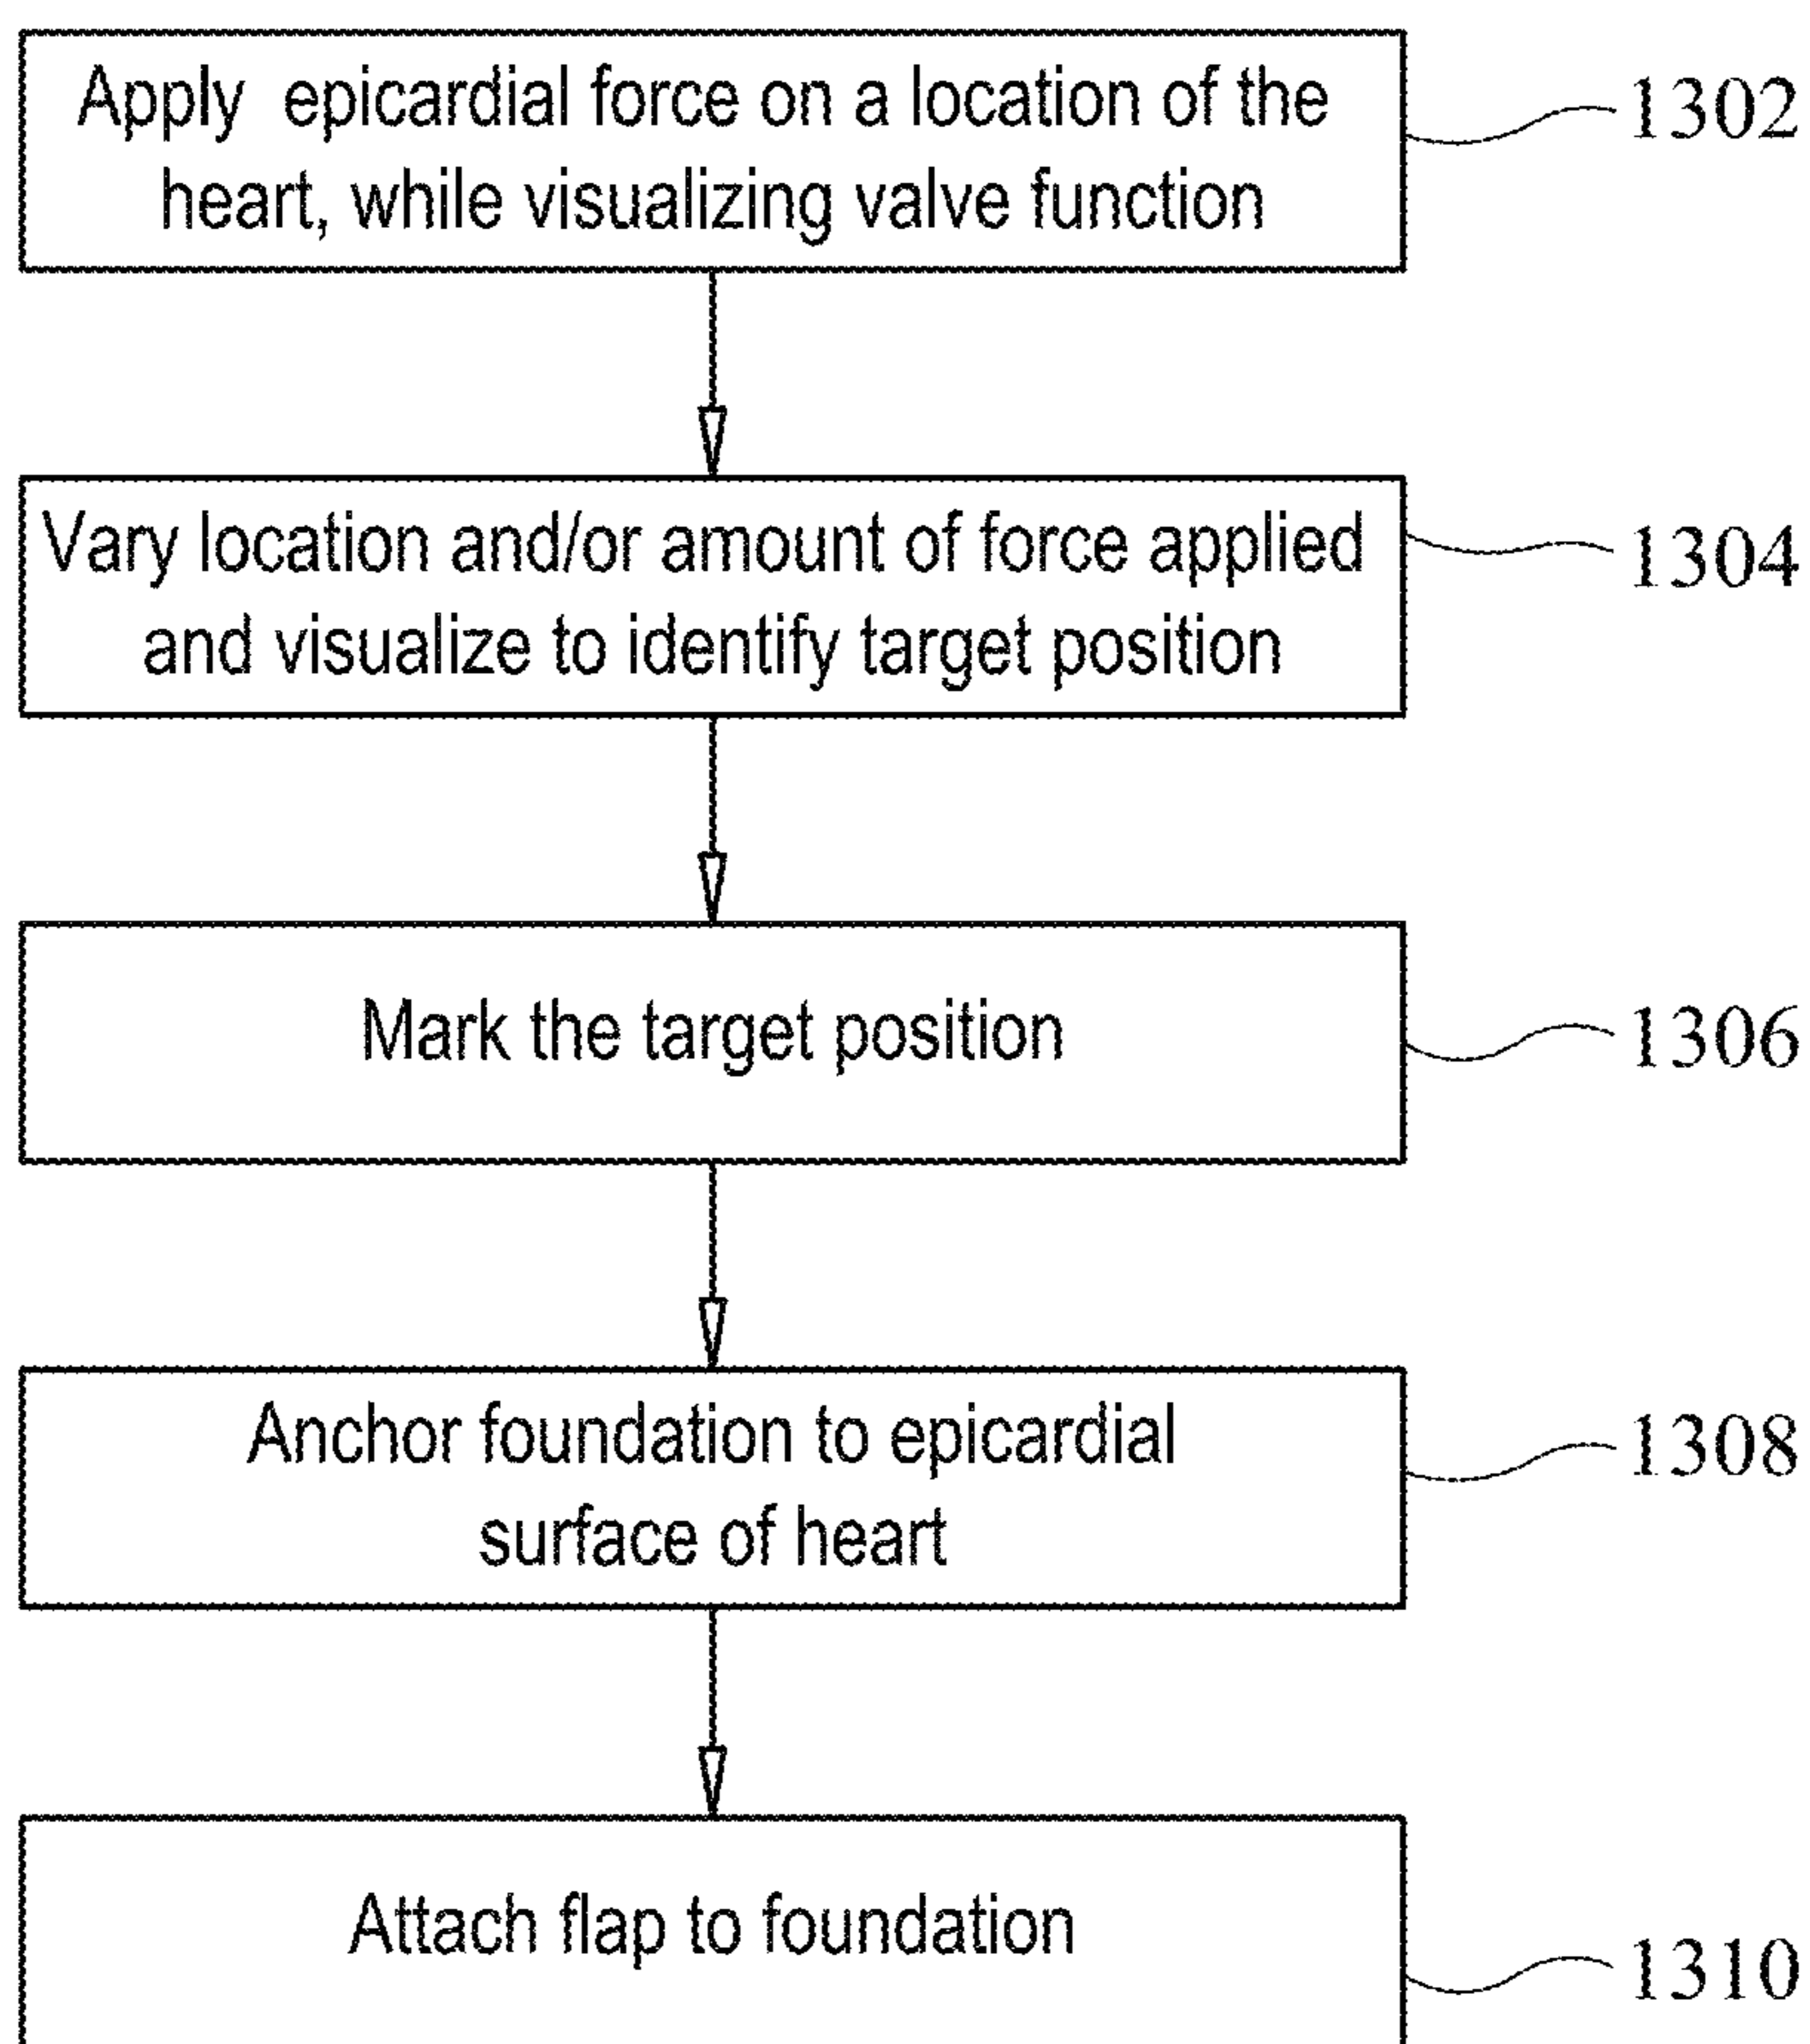 Apply epicardial force on a location of the
heart, while visualizing valve function
1302
Vary location and/or amount of force applied
and visualize to identify target position
1304
Mark the target position
1306
Anchor foundation to epicardial
surface of heart
1308
Attach flap to foundation
1310